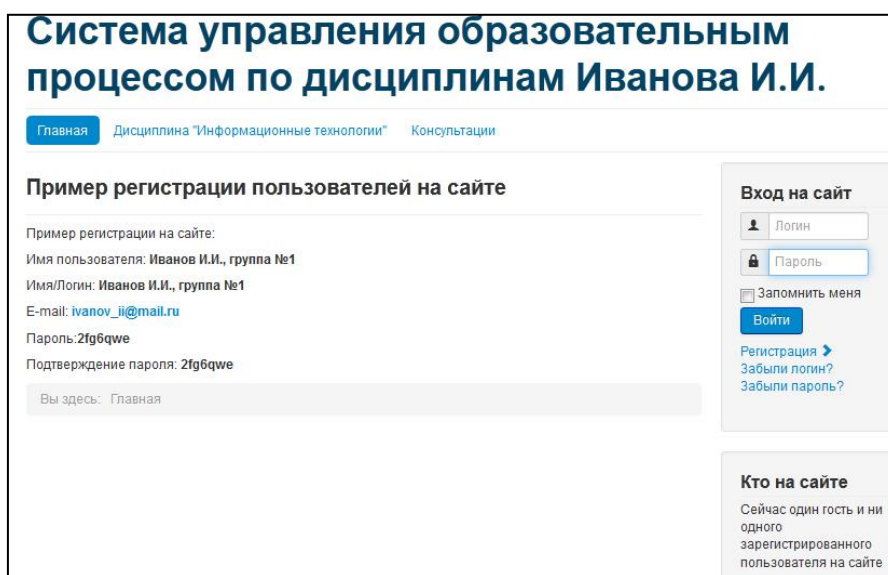 Система управления образовательным
процессом по дисциплинам Иванова И.И.
Главная Дисциплина "Информационные технологии" Консультации
Пример регистрации пользователей на сайте
Пример регистрации на сайте:
Имя пользователя: Иванов И.И., группа №1
Имя/Логин: Иванов И.И., группа №1
E-mail: ivanov_ii@mail.ru
Пароль:2fg6qwe
Подтверждение пароля: 2fg6qwe
Вы здесь: Главная
Вход на сайт
Логин
Пароль
Запомнить меня
Войти
Регистрация
Забыли логин?
Забыли пароль?
Кто на сайте
Сейчас один гость и ни
одного
зарегистрированного
пользователя на сайте